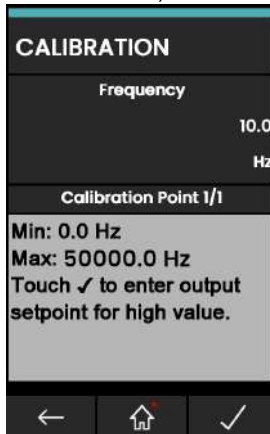 CALIBRATION
Frequency
10.0
Hz
Calibration Point 1/1
Min: 0.0 Hz
Max: 50000.0 Hz
Touch ✓ to enter output
setpoint for high value.